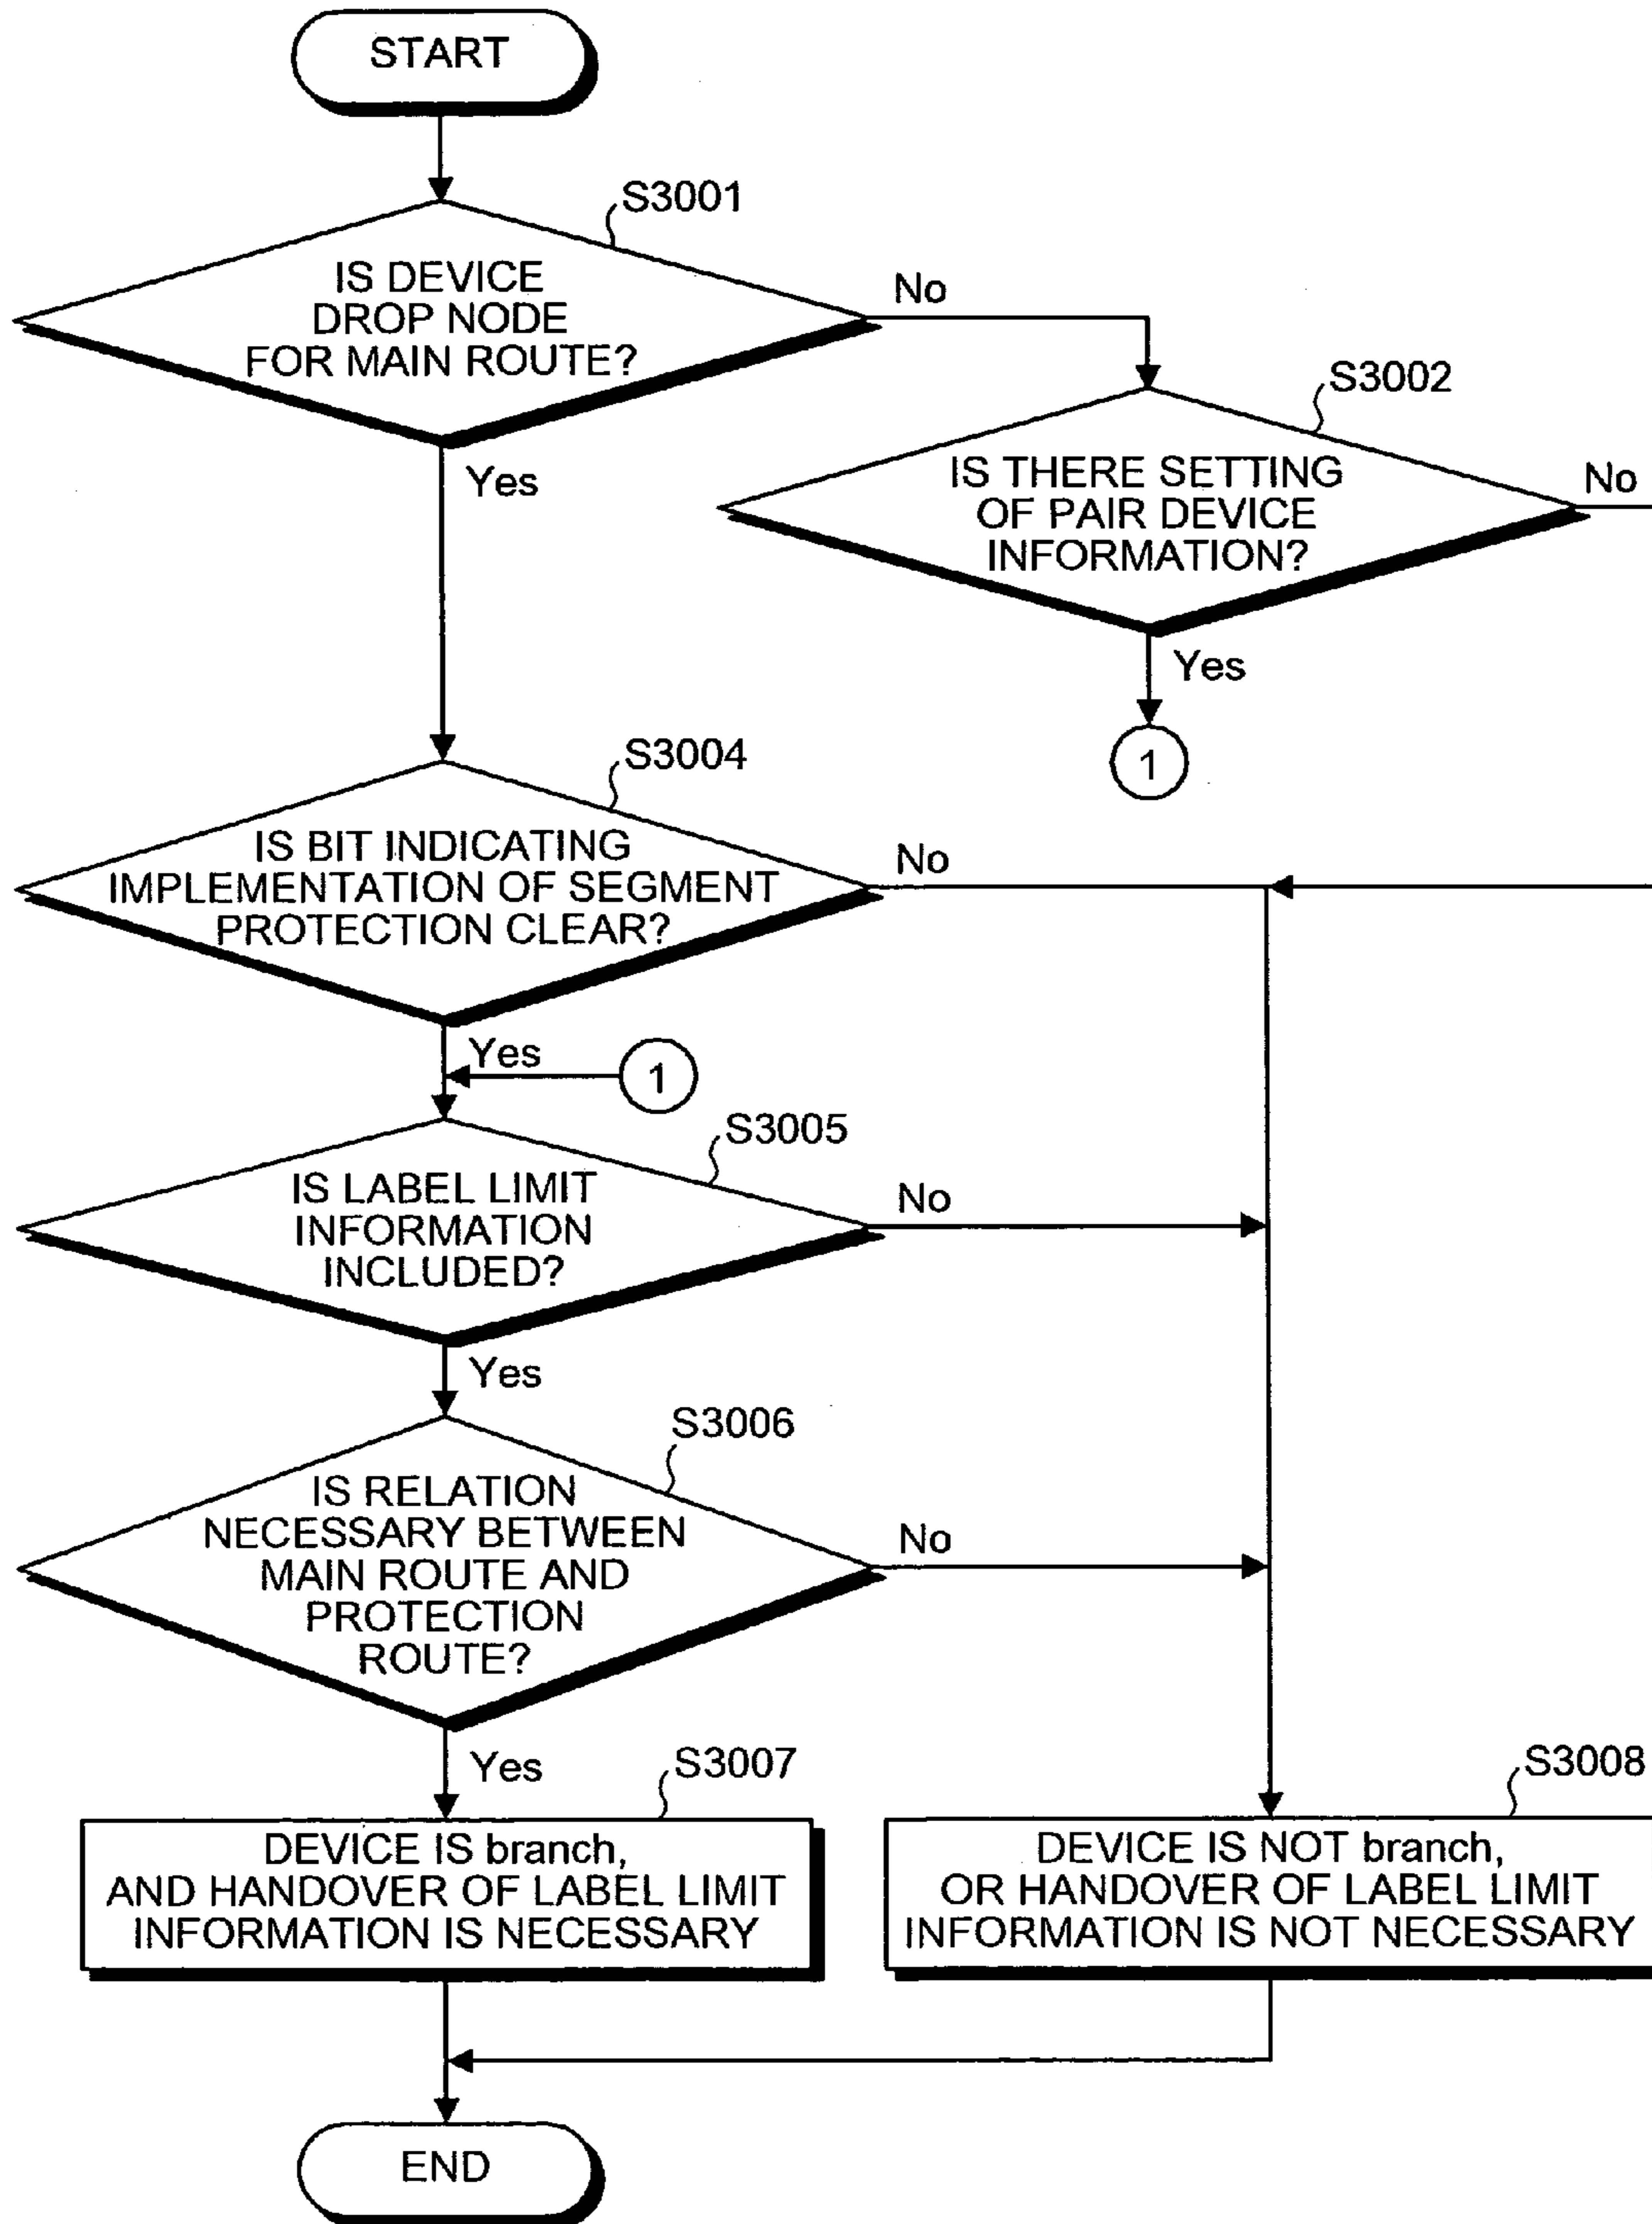 START
S3001
IS DEVICE
DROP NODE
FOR MAIN ROUTE?
No
Yes
S3002
IS THERE SETTING
OF PAIR DEVICE
INFORMATION?
No
Yes
1
S3004
IS BIT INDICATING
IMPLEMENTATION OF SEGMENT
PROTECTION CLEAR?
No
Yes
1
S3005
IS LABEL LIMIT
INFORMATION
INCLUDED?
No
Yes
S3006
IS RELATION
NECESSARY BETWEEN
MAIN ROUTE AND
PROTECTION
ROUTE?
No
Yes
S3007
DEVICE IS branch,
AND HANDOVER OF LABEL LIMIT
INFORMATION IS NECESSARY
S3008
DEVICE IS NOT branch,
OR HANDOVER OF LABEL LIMIT
INFORMATION IS NOT NECESSARY
END